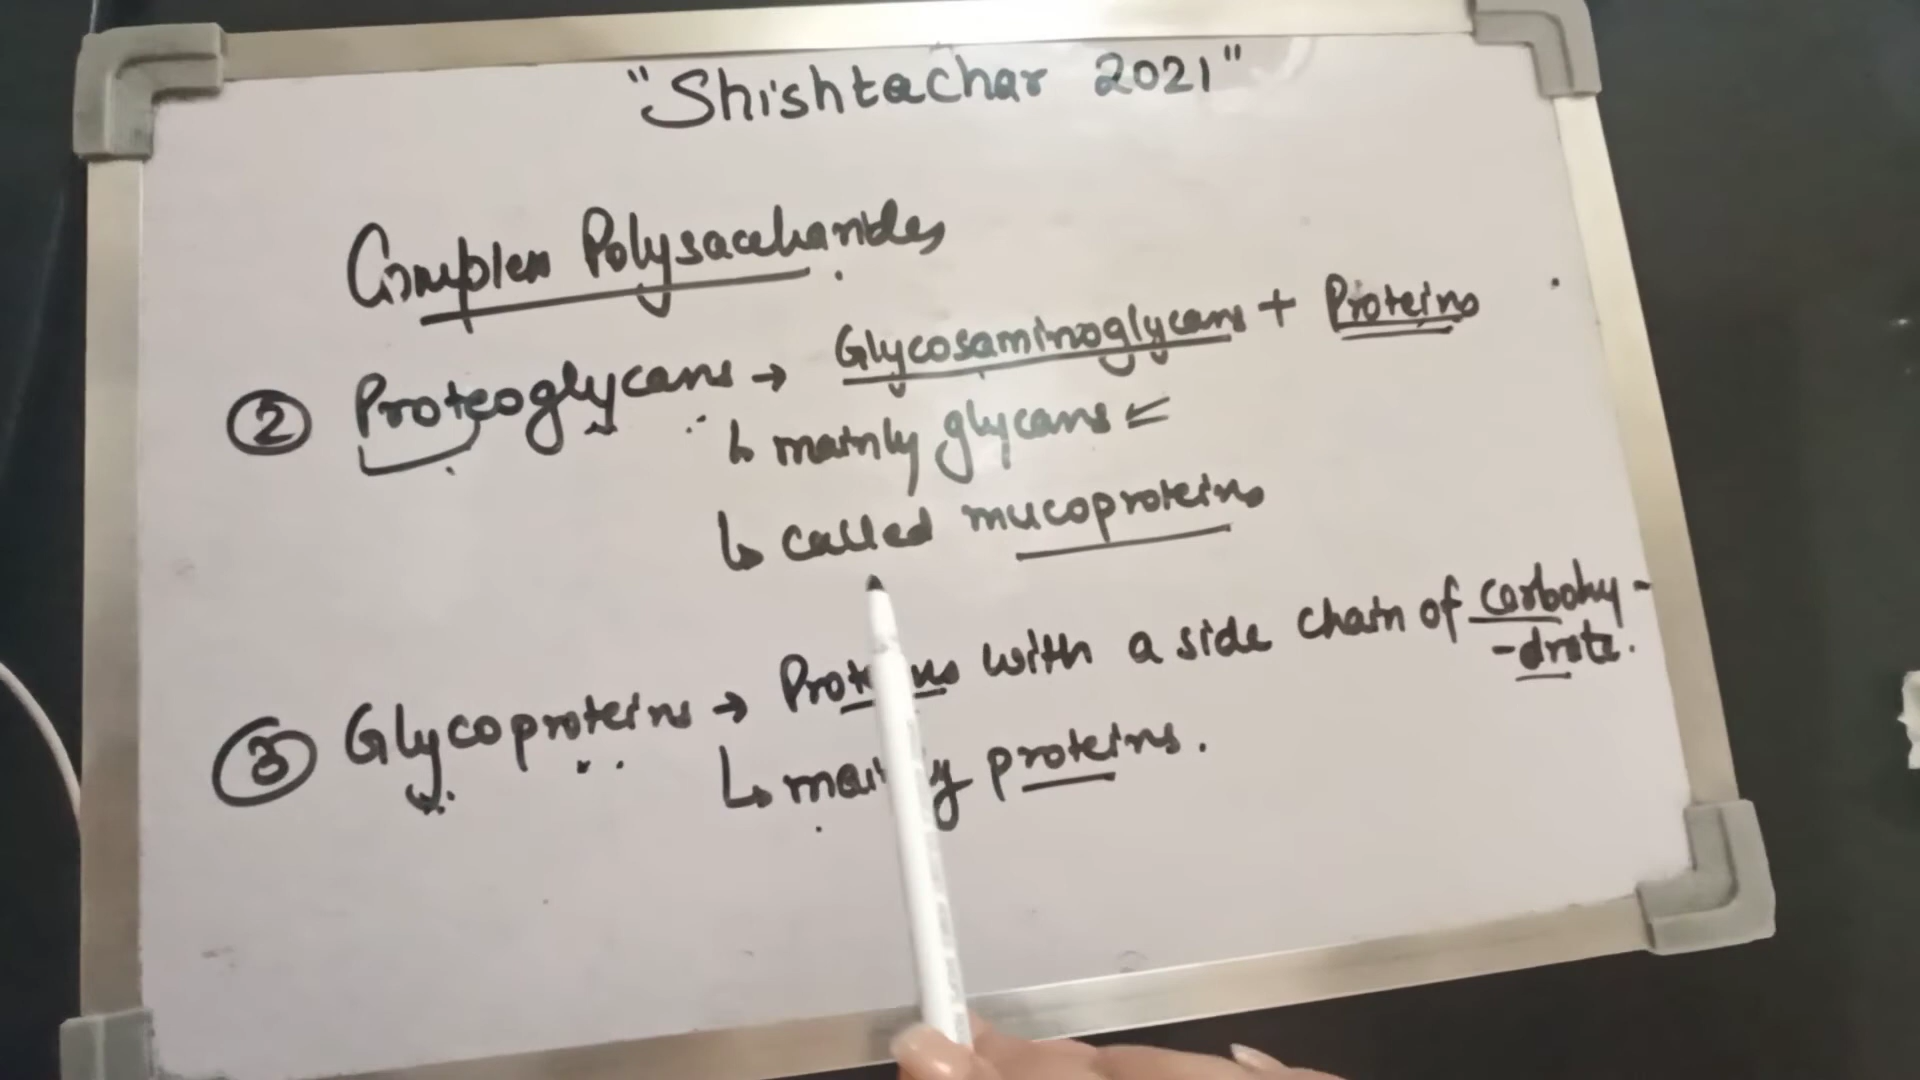 "Shishtachar 2021"
Complex Polysaccharides
② Proteoglycans → Glycosaminoglycans + Proteins
↳ mainly glycans ←
↳ called mucoproteins
③ Glycoproteins → Proteins with a side chain of carbohy-
-drate.
↳ mainly proteins.